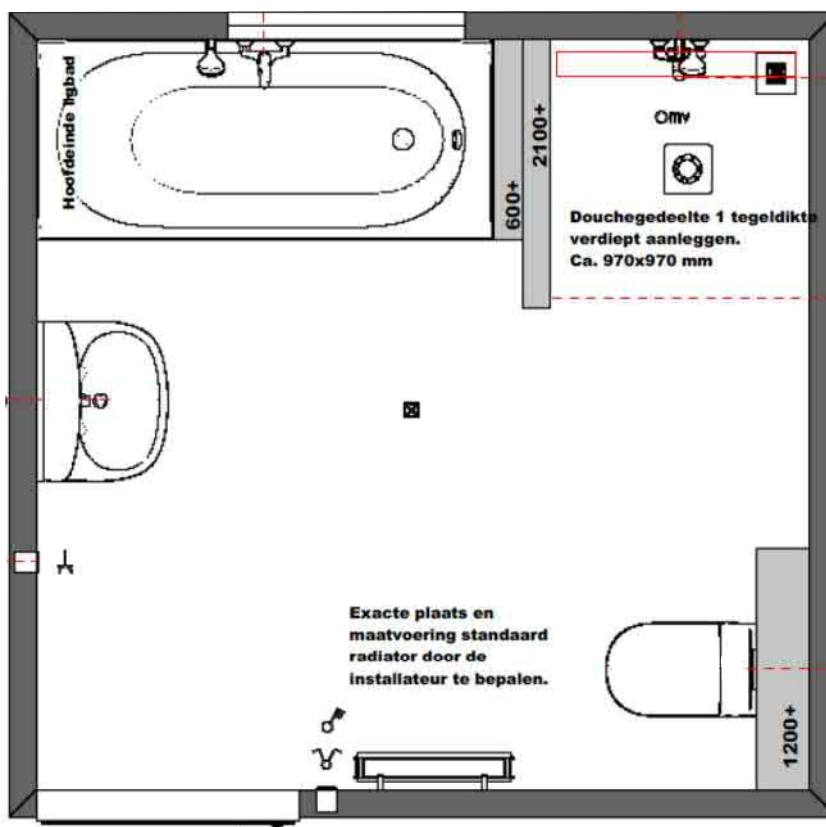 Hoofdeinde ligbad
600+
2100+
Omv
Douchegedeelte 1 tegeldikte
verdiept aanleggen.
Ca. 970x970 mm
Exacte plaats en
maatvoering standaard
radiator door de
installateur te bepalen.
1200+